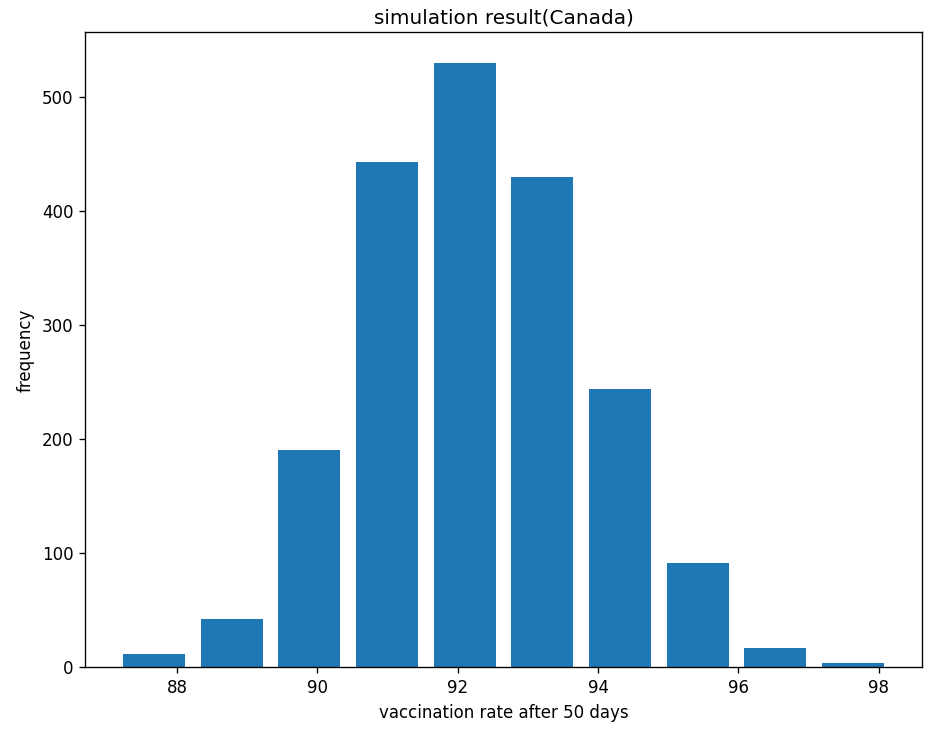 simulation result(Canada)
500
400
300
200
100
0
frequency
88 90 92 94 96 98
vaccination rate after 50 days